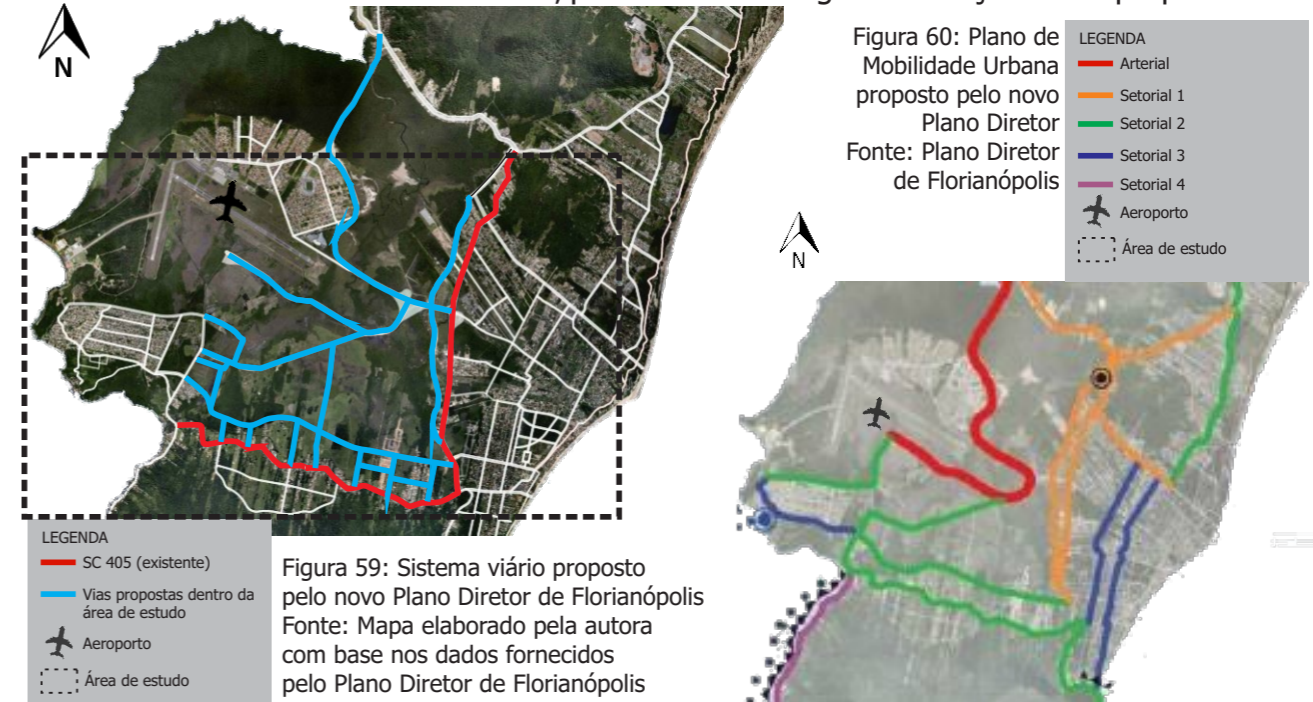 N
Figura 60: Plano de
Mobilidade Urbana
proposto pelo novo
Plano Diretor
Fonte: Plano Diretor
de Florianópolis
LEGENDA
Arterial
Setorial 1
Setorial 2
Setorial 3
Setorial 4
Aeroporto
Área de estudo
N
LEGENDA
SC 405 (existente)
Vias propostas dentro da
área de estudo
Aeroporto
Área de estudo
Figura 59: Sistema viário proposto
pelo novo Plano Diretor de Florianópolis
Fonte: Mapa elaborado pela autora
com base nos dados fornecidos
pelo Plano Diretor de Florianópolis